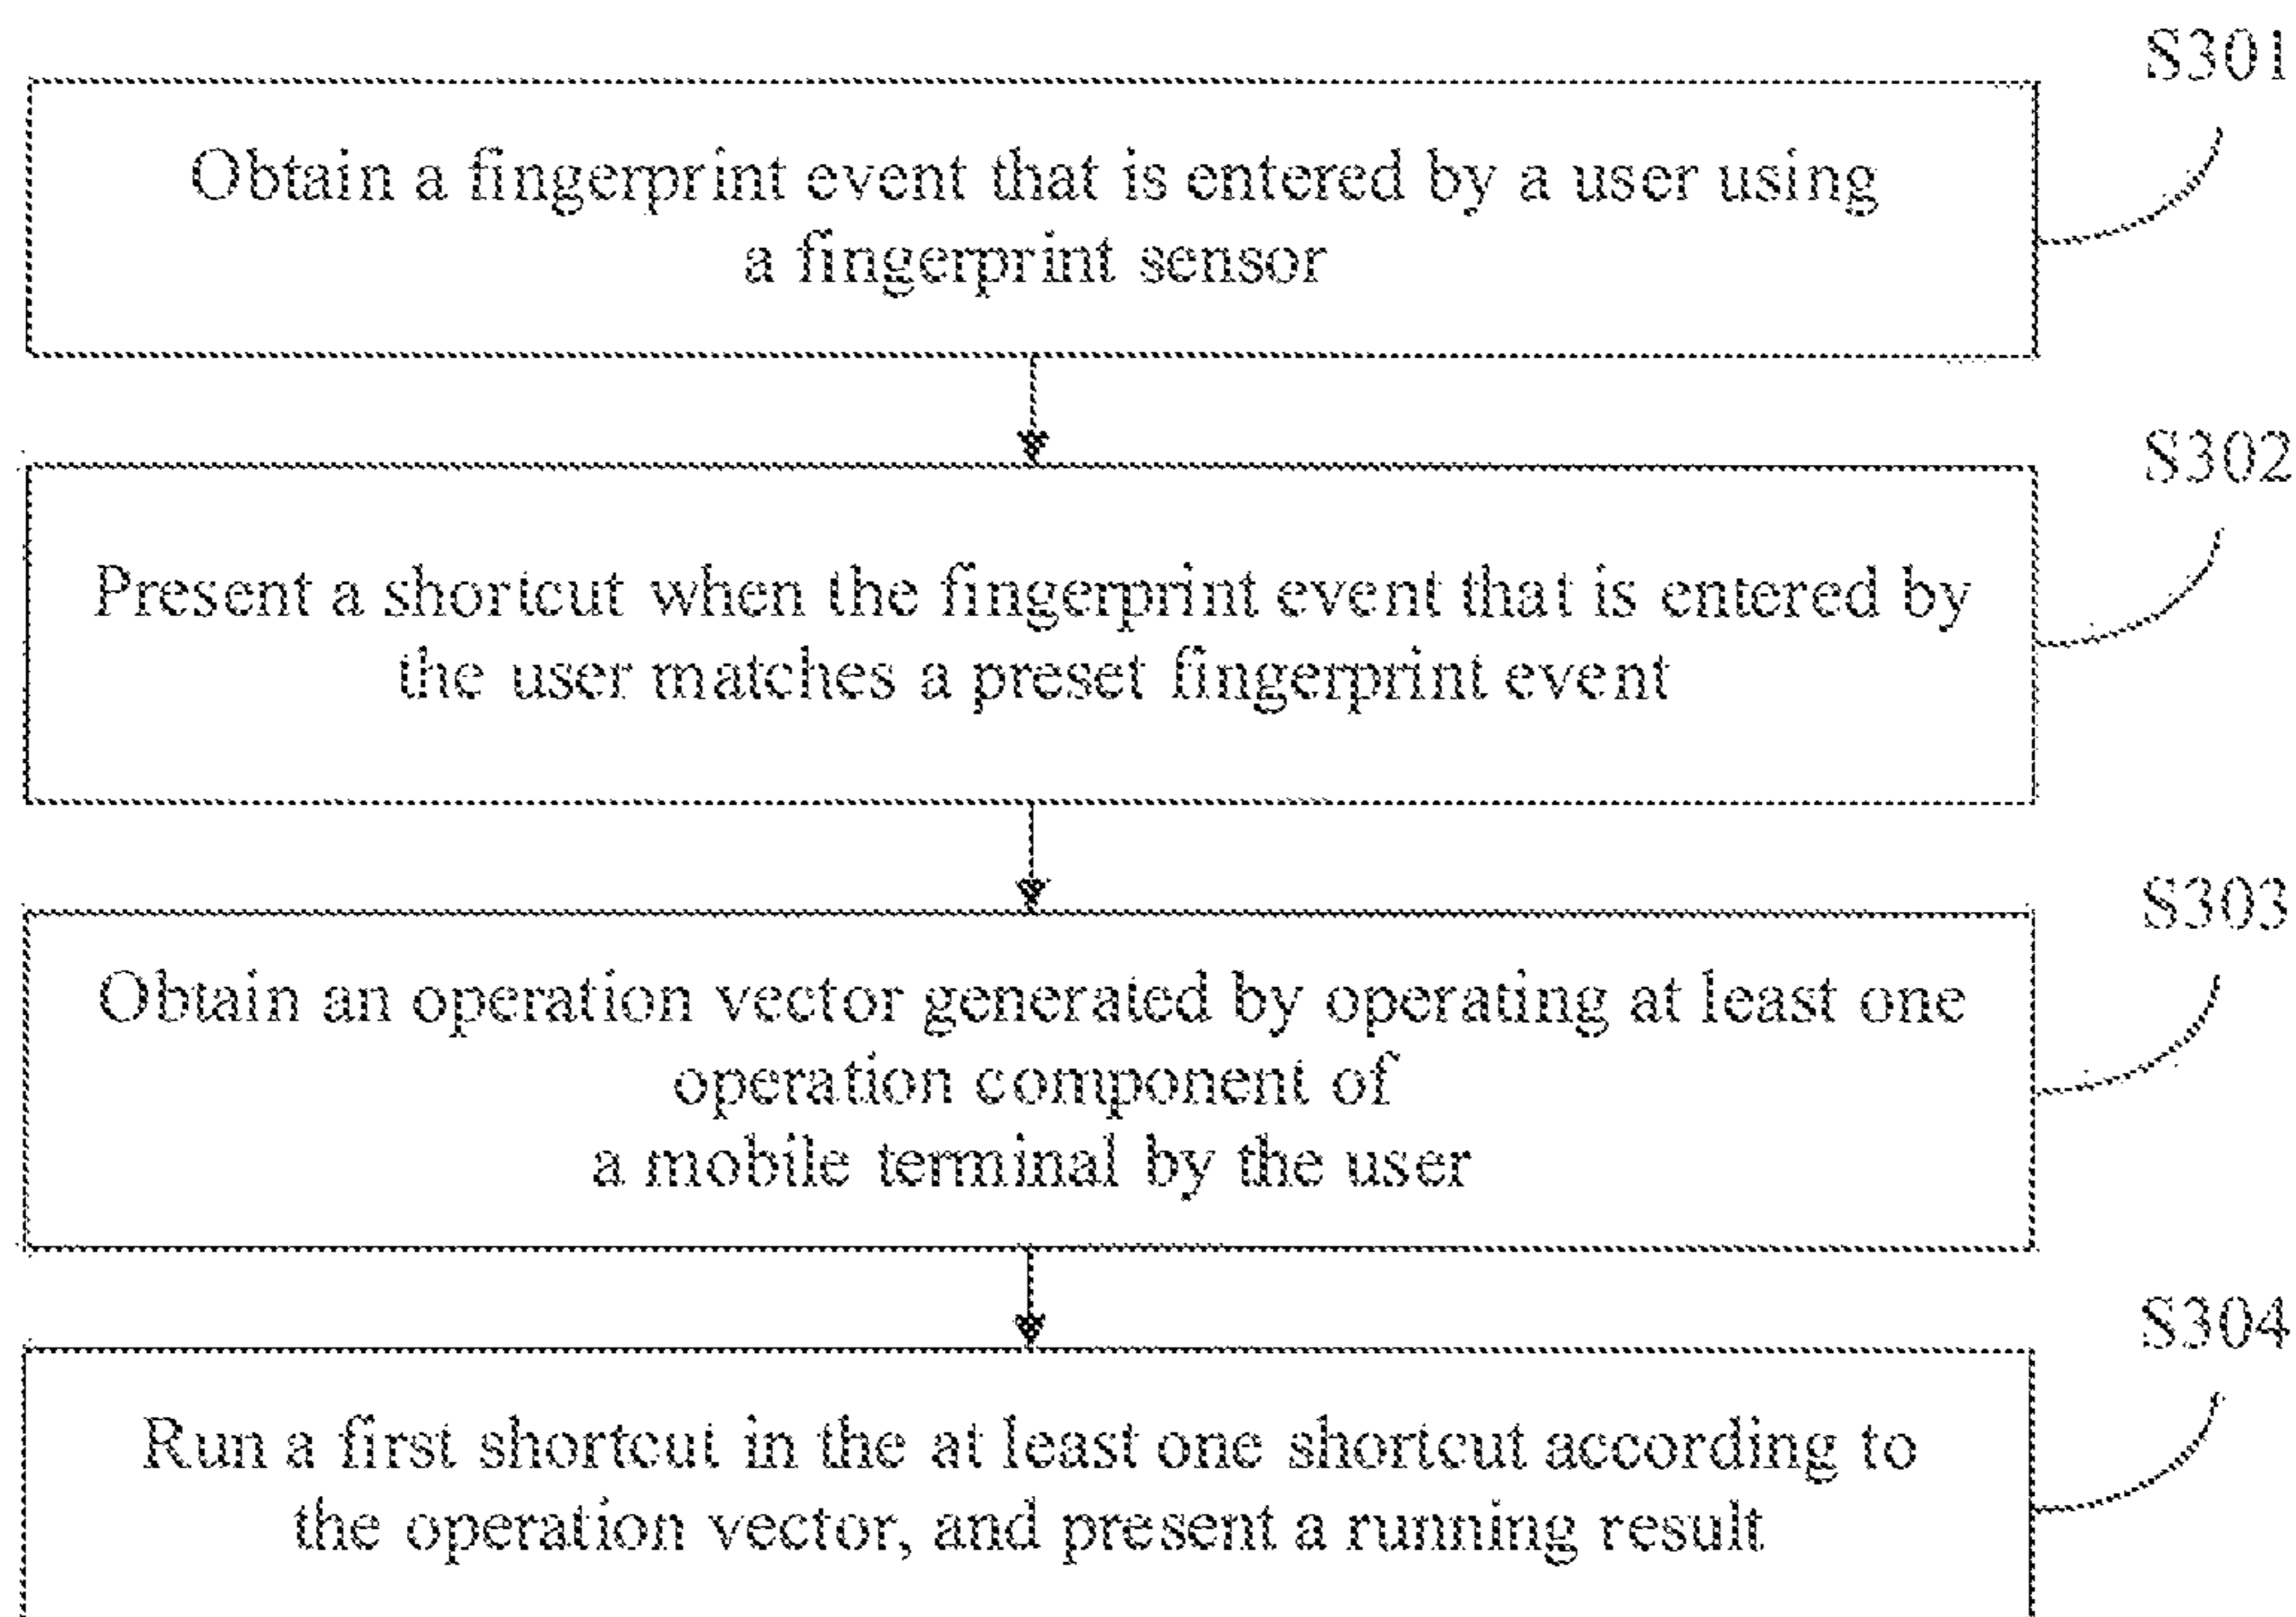 S301
Obtain a fingerprint event that is entered by a user using
a fingerprint sensor
S302
Present a shortcut when the fingerprint event that is entered by
the user matches a preset fingerprint event
S303
Obtain an operation vector generated by operating at least one
operation component of
a mobile terminal by the user
S304
Run a first shortcut in the at least one shortcut according to
the operation vector, and present a running result